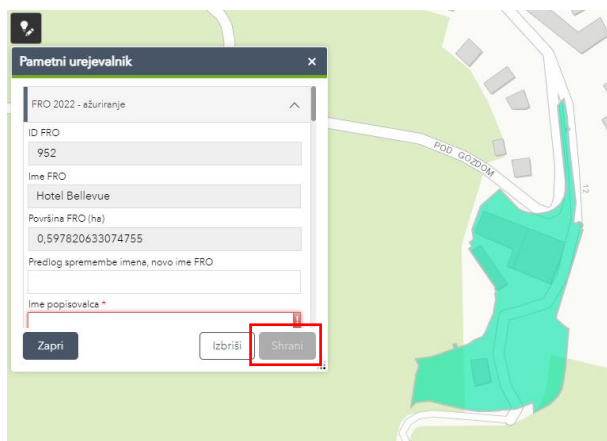 Pametni urejevalnik ×
FRO 2022 - ažuriranje
ID FRO
952
Ime FRO
Hotel Bellevue
Površina FRO (ha)
0,597820633074755
Predlog spremembe imena, novo ime FRO
Ime popisovalca *
!
Zapri Izbriši Shrani
POD GOZDOM
12